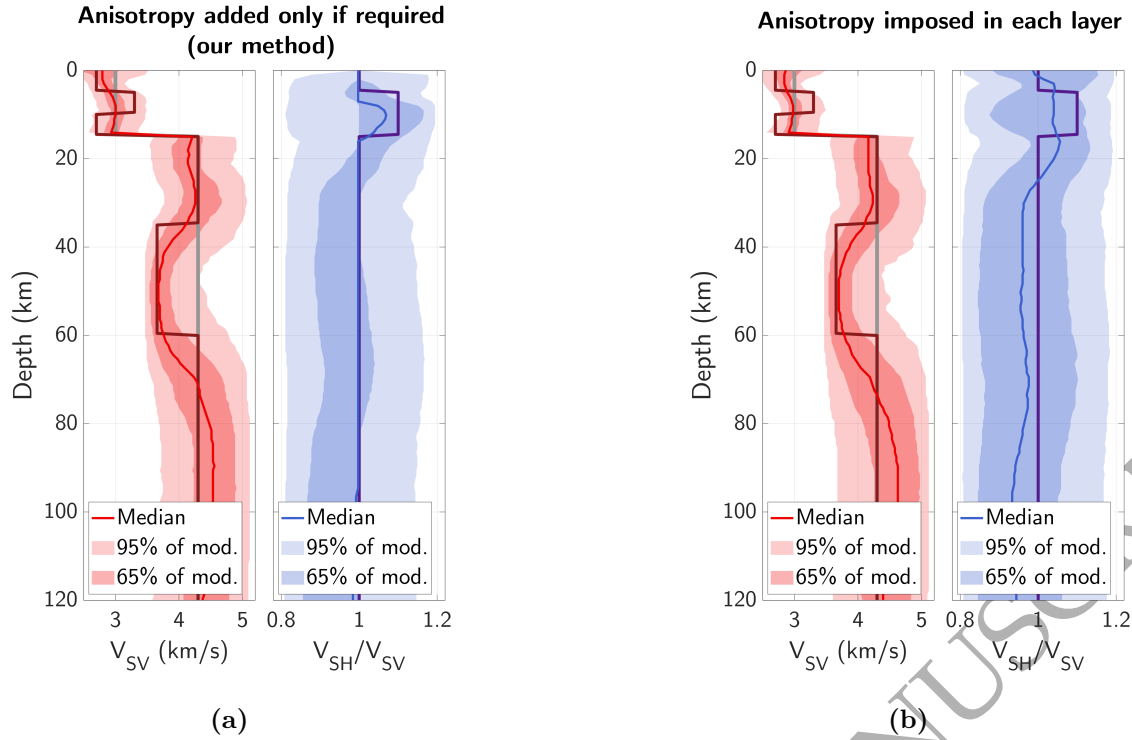 Anisotropy added only if required
(our method)
Anisotropy imposed in each layer
0
20
40
60
80
100
120
Depth (km)
Median
95% of mod.
65% of mod.
3
4
5
V_SV (km/s)
Median
95% of mod.
65% of mod.
0.8
1
1.2
V_SH/V_SV
(a)
0
20
40
60
80
100
120
Depth (km)
Median
95% of mod.
65% of mod.
3
4
5
V_SV (km/s)
Median
95% of mod.
65% of mod.
0.8
1
1.2
V_SH/V_SV
(b)
NUSC